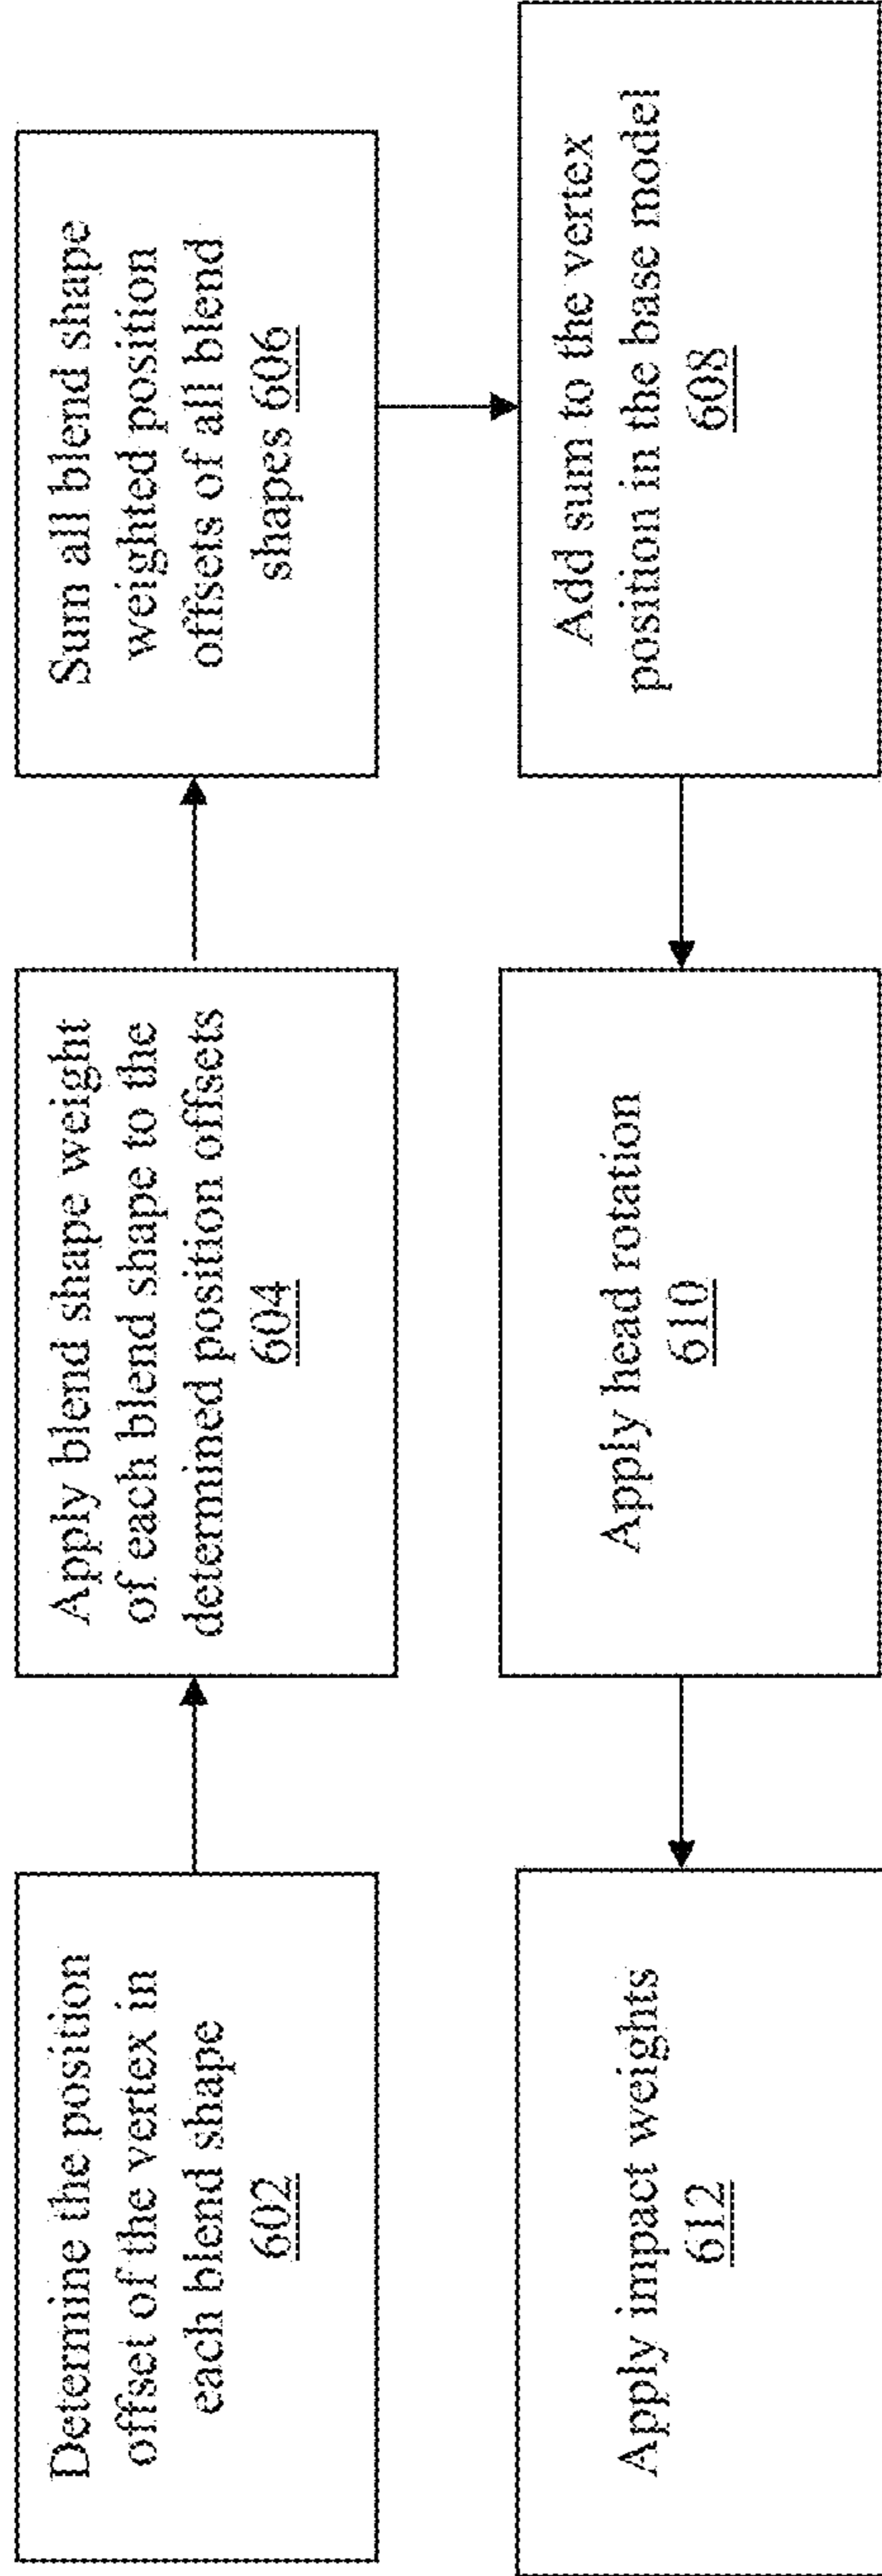 Determine the position
offset of the vertex in
each blend shape
602
Apply blend shape weight
of each blend shape to the
determined position offsets
604
Sum all blend shape
weighted position
offsets of all blend
shapes 606
Add sum to the vertex
position in the base model
608
Apply head rotation
610
Apply impact weights
612